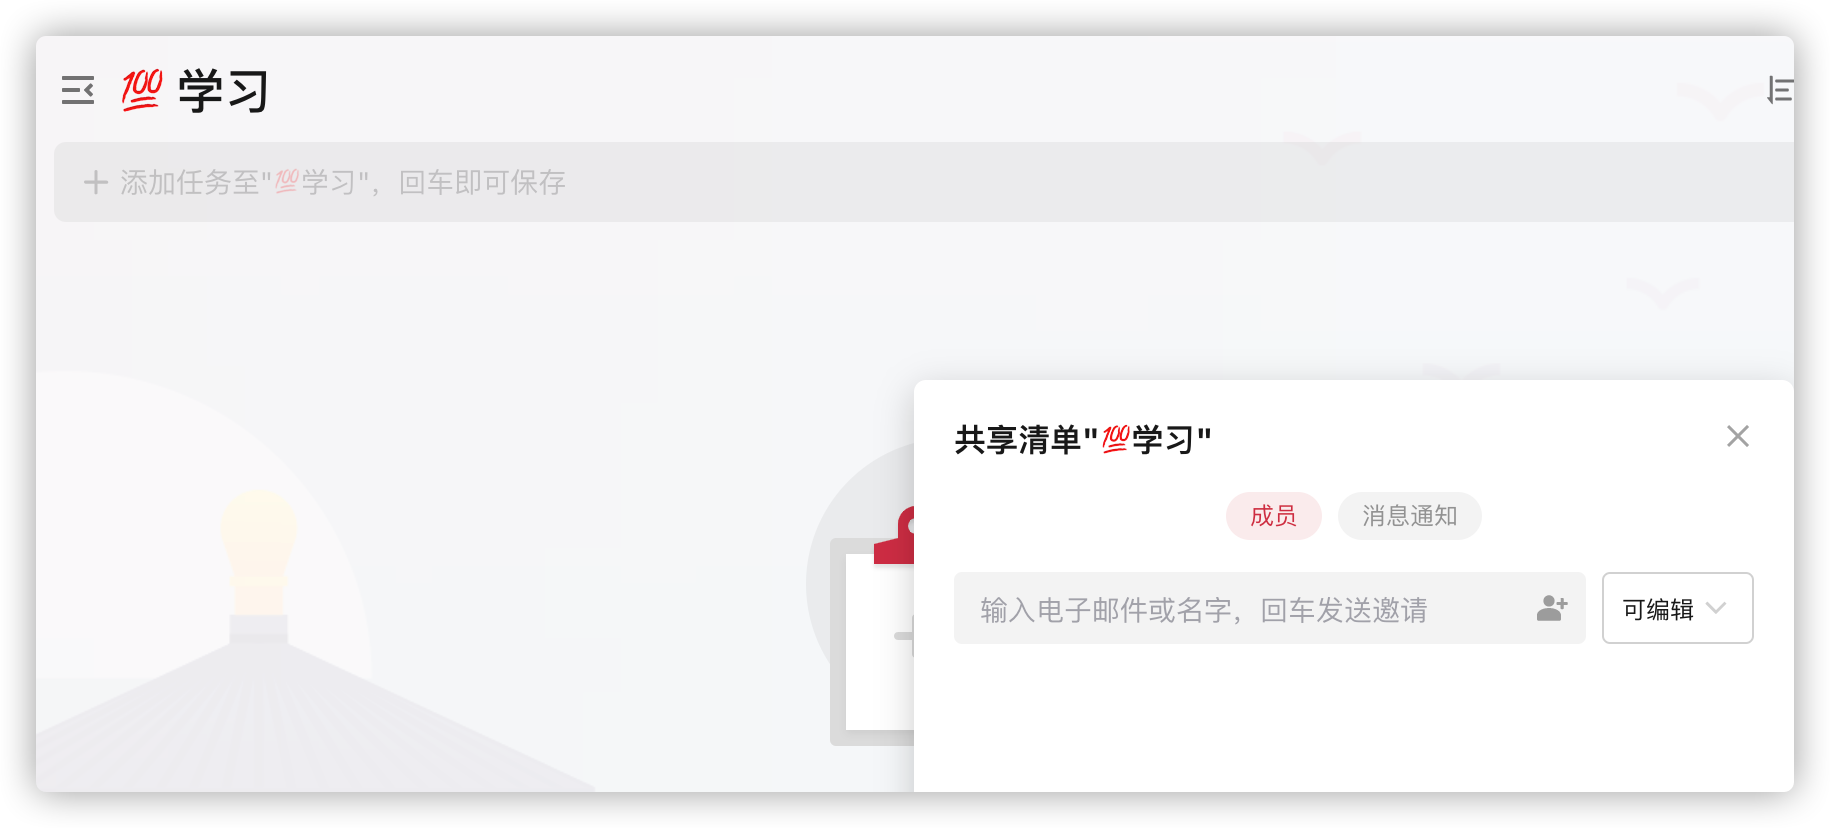 💯 学习
添加任务至"💯学习"，回车即可保存
共享清单"💯学习"
成员 消息通知
输入电子邮件或名字，回车发送邀请 可编辑